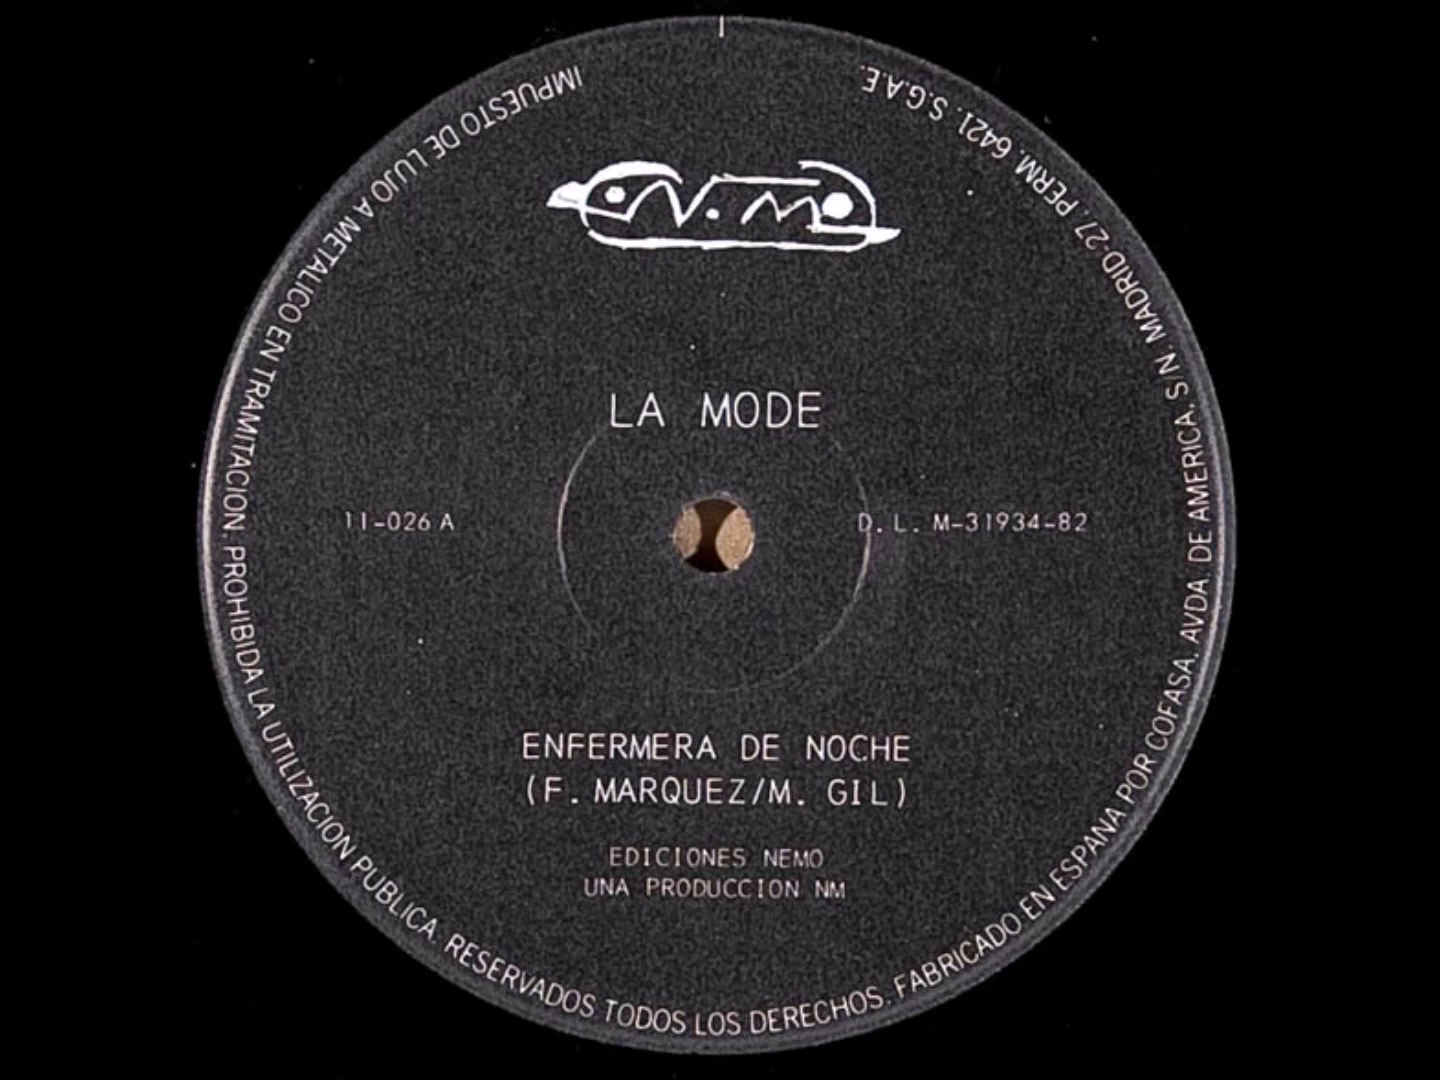 N.M
LA MODE
11-026 A
D. L. M-31934-82
ENFERMERA DE NOCHE
(F. MARQUEZ/M. GIL)
EDICIONES NEMO
UNA PRODUCCION NM
IMPUESTO DE LUJO A METALICO EN TRAMITACION. PROHIBIDA LA UTILIZACION PUBLICA. RESERVADOS TODOS LOS DERECHOS. FABRICADO EN ESPANA POR COFASA. AVDA. DE AMERICA, S/N. MADRID-27. PERM. 6421. S.G.A.E.